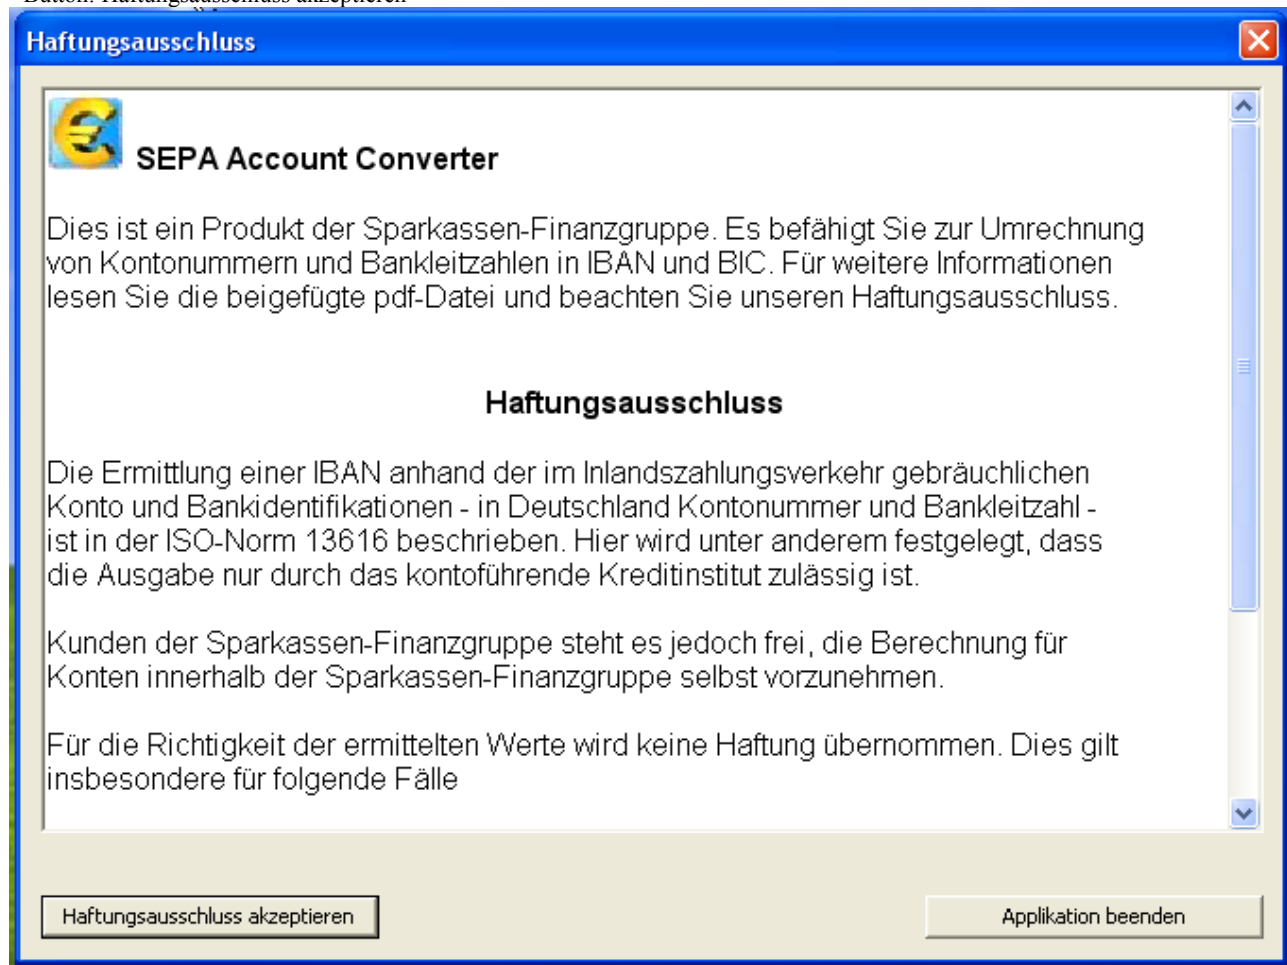 Button: Haftungsausschluss akzeptieren
Haftungsausschluss
SEPA Account Converter
Dies ist ein Produkt der Sparkassen-Finanzgruppe. Es befähigt Sie zur Umrechnung
von Kontonummern und Bankleitzahlen in IBAN und BIC. Für weitere Informationen
lesen Sie die beigefügte pdf-Datei und beachten Sie unseren Haftungsausschluss.
Haftungsausschluss
Die Ermittlung einer IBAN anhand der im Inlandszahlungsverkehr gebräuchlichen
Konto und Bankidentifikationen - in Deutschland Kontonummer und Bankleitzahl -
ist in der ISO-Norm 13616 beschrieben. Hier wird unter anderem festgelegt, dass
die Ausgabe nur durch das kontoführende Kreditinstitut zulässig ist.
Kunden der Sparkassen-Finanzgruppe steht es jedoch frei, die Berechnung für
Konten innerhalb der Sparkassen-Finanzgruppe selbst vorzunehmen.
Für die Richtigkeit der ermittelten Werte wird keine Haftung übernommen. Dies gilt
insbesondere für folgende Fälle
Haftungsausschluss akzeptieren
Applikation beenden